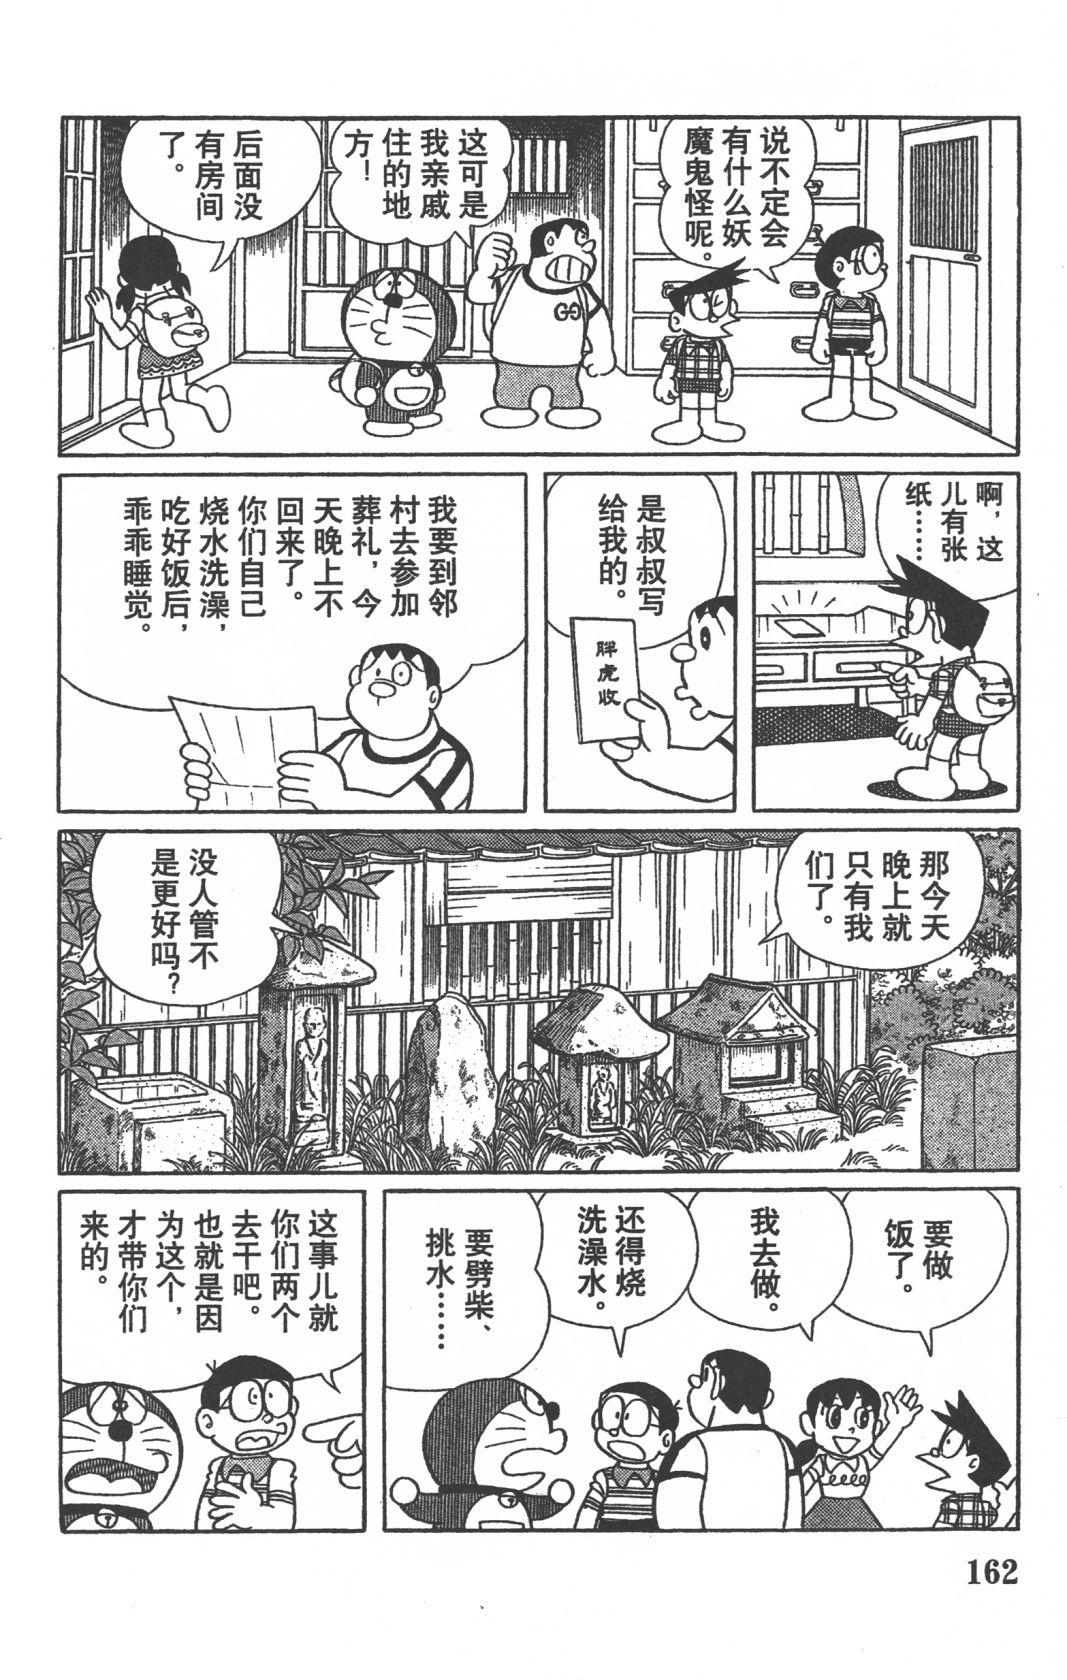 说不定会
有什么妖
魔鬼怪呢。
这可是
我亲戚
住的地
方！
后面没
有房间
了。
啊，这
儿有张
纸……
是叔叔写
给我的。
胖虎收
我要到邻
村去参加
葬礼，今
天晚上不
回来了。
你们自己
烧水洗澡，
吃好饭后，
乖乖睡觉。
那今天
晚上就
只有我
们了。
没人管不
是更好吗？
要做
饭了。
我去做。
还得烧
洗澡水。
要劈柴、
挑水……
这事儿就
你们两个
去干吧。
也就是因
为这个，
才带你们
来的。
162